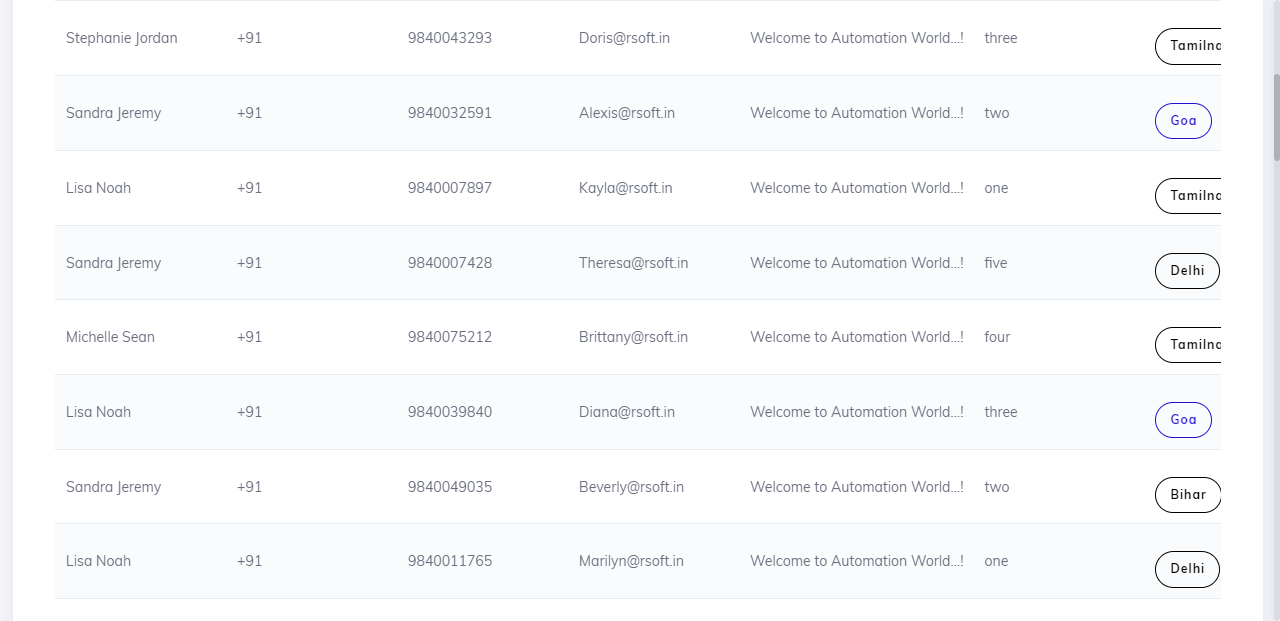 Stephanie Jordan +91 9840043293 Doris@rsoft.in Welcome to Automation World...! three Tamilna
Sandra Jeremy +91 9840032591 Alexis@rsoft.in Welcome to Automation World...! two Goa
Lisa Noah +91 9840007897 Kayla@rsoft.in Welcome to Automation World...! one Tamilna
Sandra Jeremy +91 9840007428 Theresa@rsoft.in Welcome to Automation World...! five Delhi
Michelle Sean +91 9840075212 Brittany@rsoft.in Welcome to Automation World...! four Tamilna
Lisa Noah +91 9840039840 Diana@rsoft.in Welcome to Automation World...! three Goa
Sandra Jeremy +91 9840049035 Beverly@rsoft.in Welcome to Automation World...! two Bihar
Lisa Noah +91 9840011765 Marilyn@rsoft.in Welcome to Automation World...! one Delhi